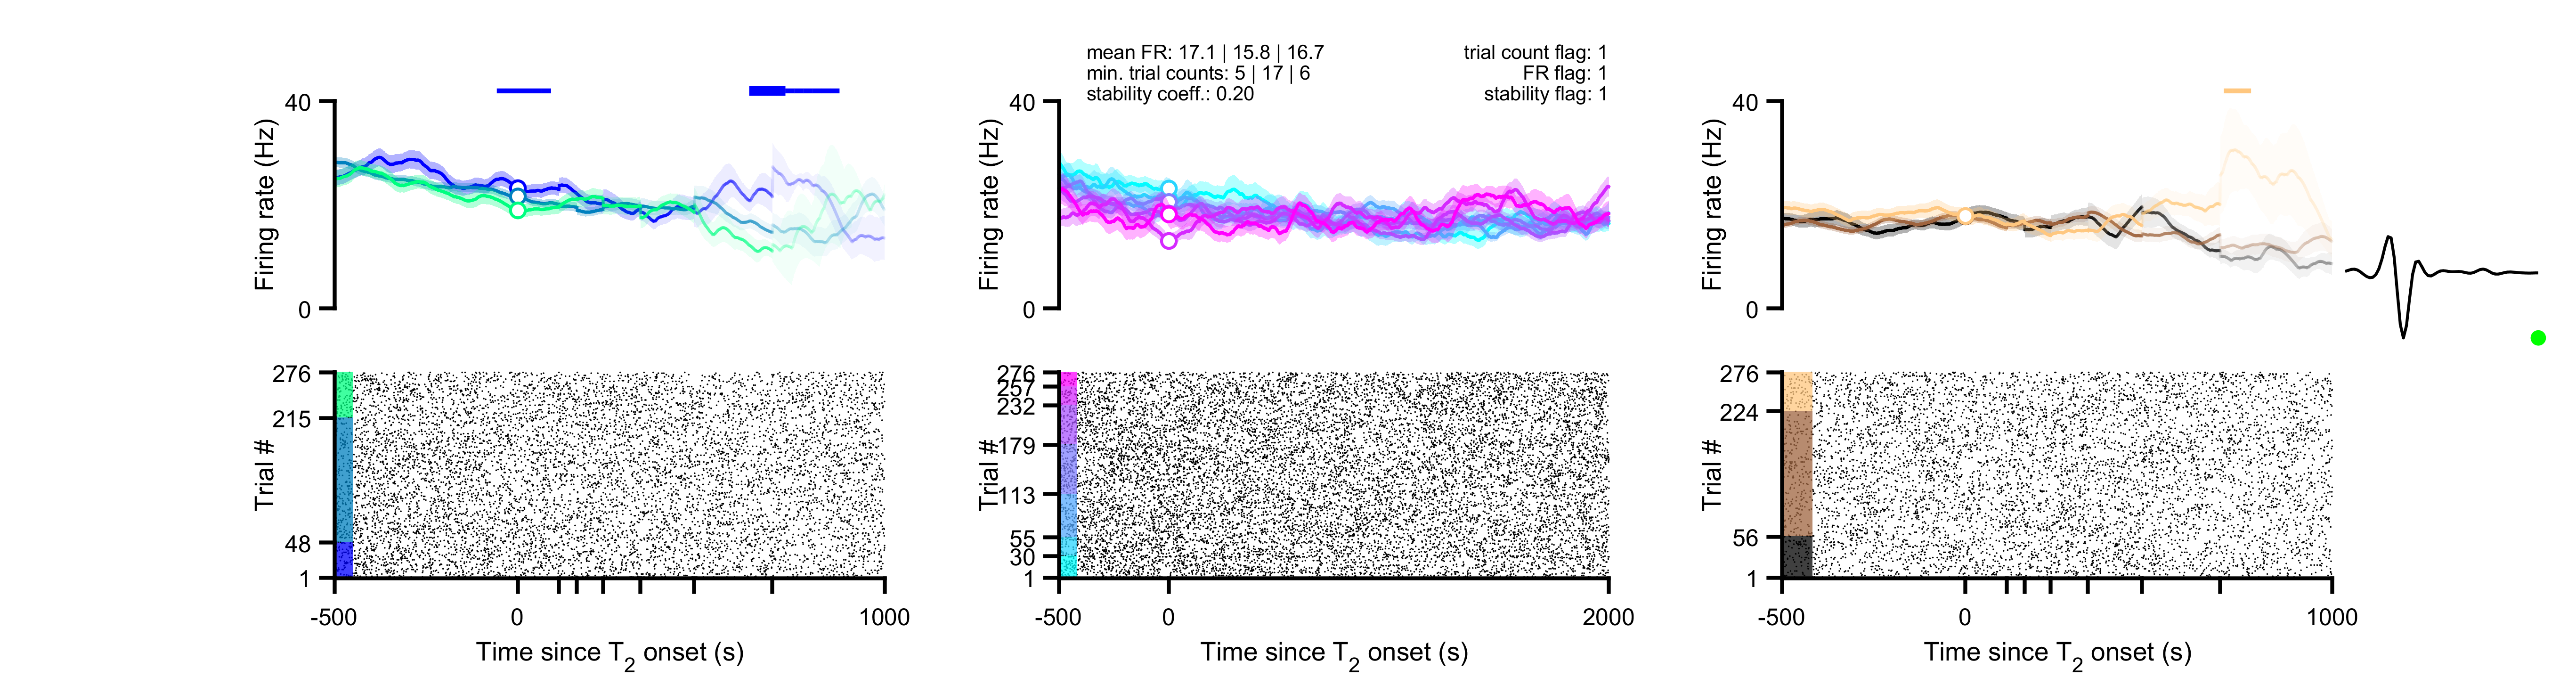 mean FR: 17.1 | 15.8 | 16.7
min. trial counts: 5 | 17 | 6
stability coeff.: 0.20
trial count flag: 1
FR flag: 1
stability flag: 1
40
Firing rate (Hz)
0
40
Firing rate (Hz)
0
40
Firing rate (Hz)
0
276
215
Trial #
48
1
-500
0
1000
Time since T2 onset (s)
276
257
232
179
Trial #
113
55
30
1
-500
0
2000
Time since T2 onset (s)
276
224
Trial #
56
1
-500
0
1000
Time since T2 onset (s)